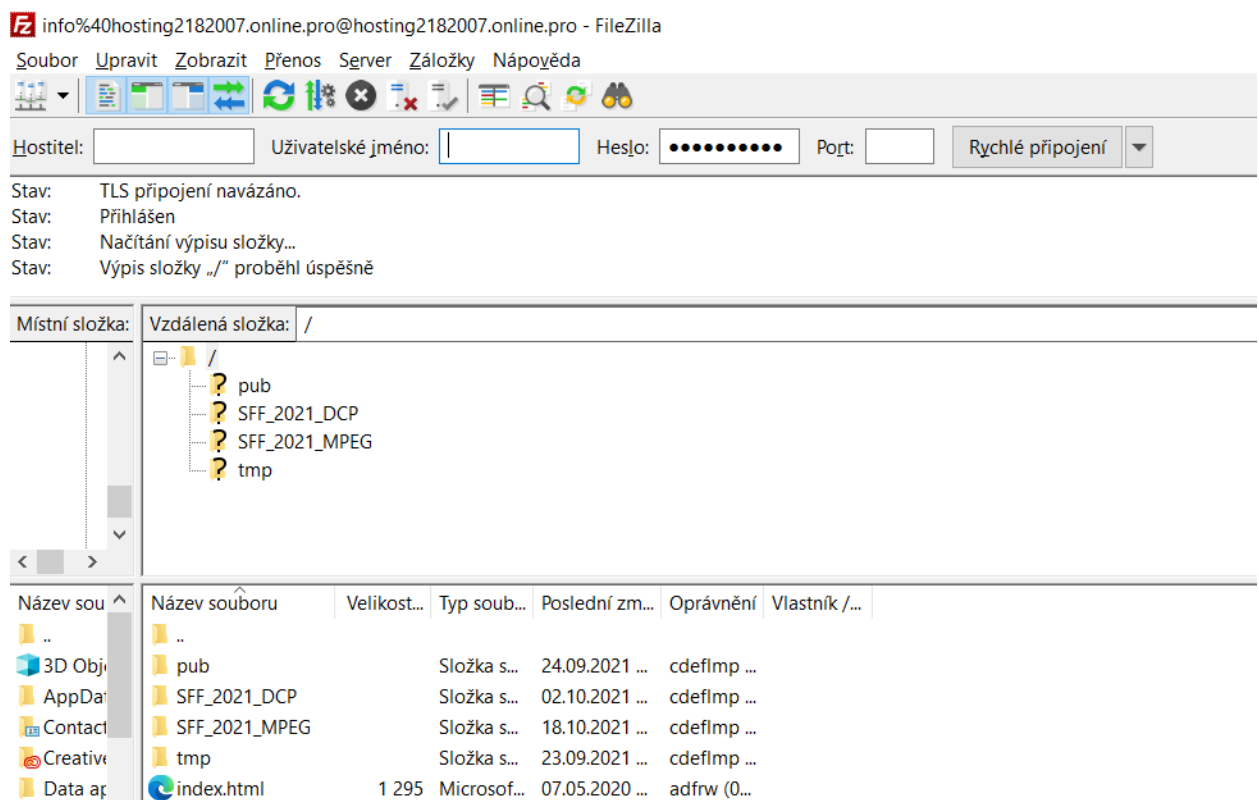 info%40hosting2182007.online.pro@hosting2182007.online.pro - FileZilla
Soubor Upravit Zobrazit Přenos Server Záložky Nápověda
Hostitel: Uživatelské jméno: Heslo: ●●●●●●●●●● Port: Rychlé připojení
Stav: TLS připojení navázáno.
Stav: Přihlášen
Stav: Načítání výpisu složky...
Stav: Výpis složky „/“ proběhl úspěšně
Místní složka: Vzdálená složka: /
/
pub
SFF_2021_DCP
SFF_2021_MPEG
tmp
Název sou Název souboru Velikost... Typ soub... Poslední zm... Oprávnění Vlastník /...
.. ..
3D Obj pub Složka s... 24.09.2021 ... cdeflmp ...
AppDat SFF_2021_DCP Složka s... 02.10.2021 ... cdeflmp ...
Contact SFF_2021_MPEG Složka s... 18.10.2021 ... cdeflmp ...
Creative tmp Složka s... 23.09.2021 ... cdeflmp ...
Data ap index.html 1 295 Microsof... 07.05.2020 ... adfrw (0...